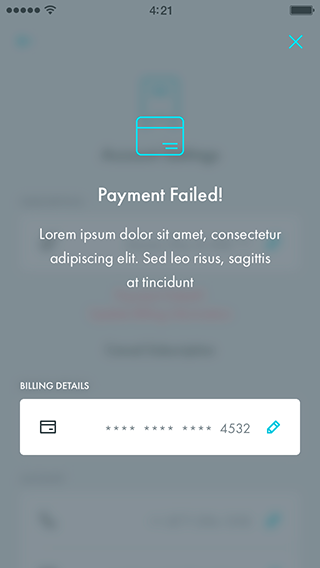 4:21
Payment Failed!
Lorem ipsum dolor sit amet, consectetur
adipiscing elit. Sed leo risus, sagittis
at tincidunt
BILLING DETAILS
**** **** **** 4532